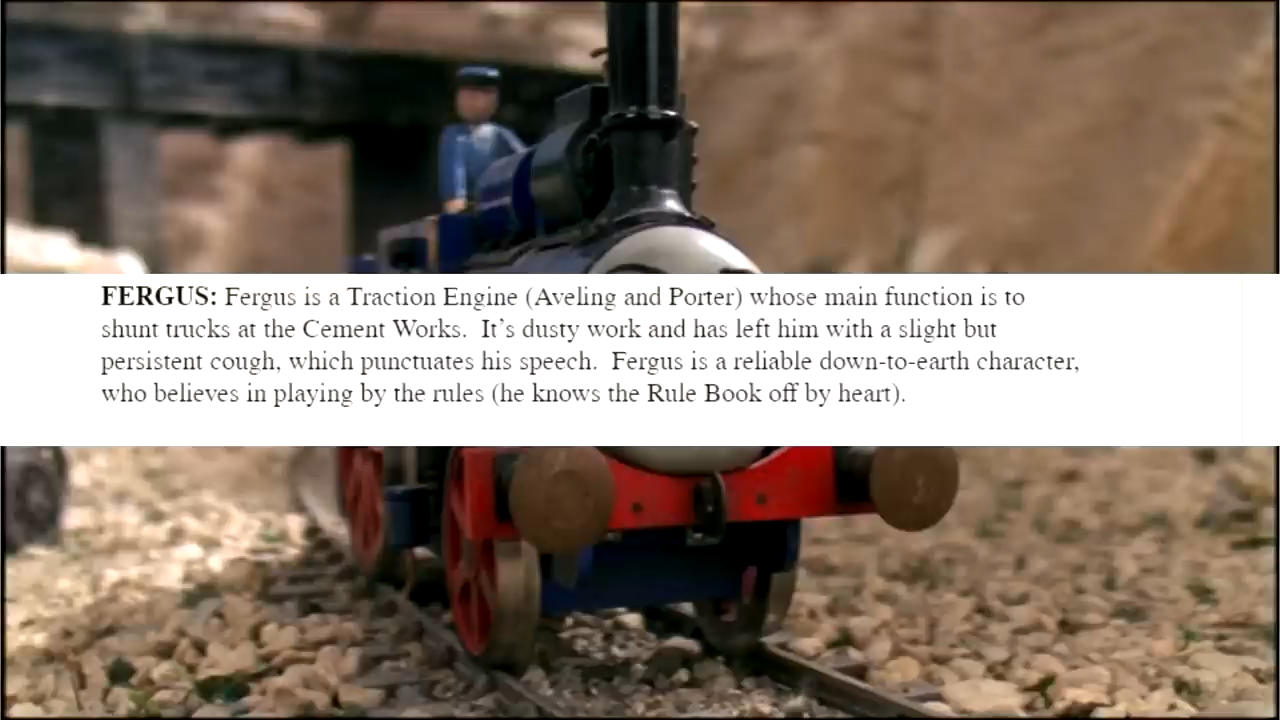 FERGUS: Fergus is a Traction Engine (Aveling and Porter) whose main function is to
shunt trucks at the Cement Works.  It's dusty work and has left him with a slight but
persistent cough, which punctuates his speech.  Fergus is a reliable down-to-earth character,
who believes in playing by the rules (he knows the Rule Book off by heart).